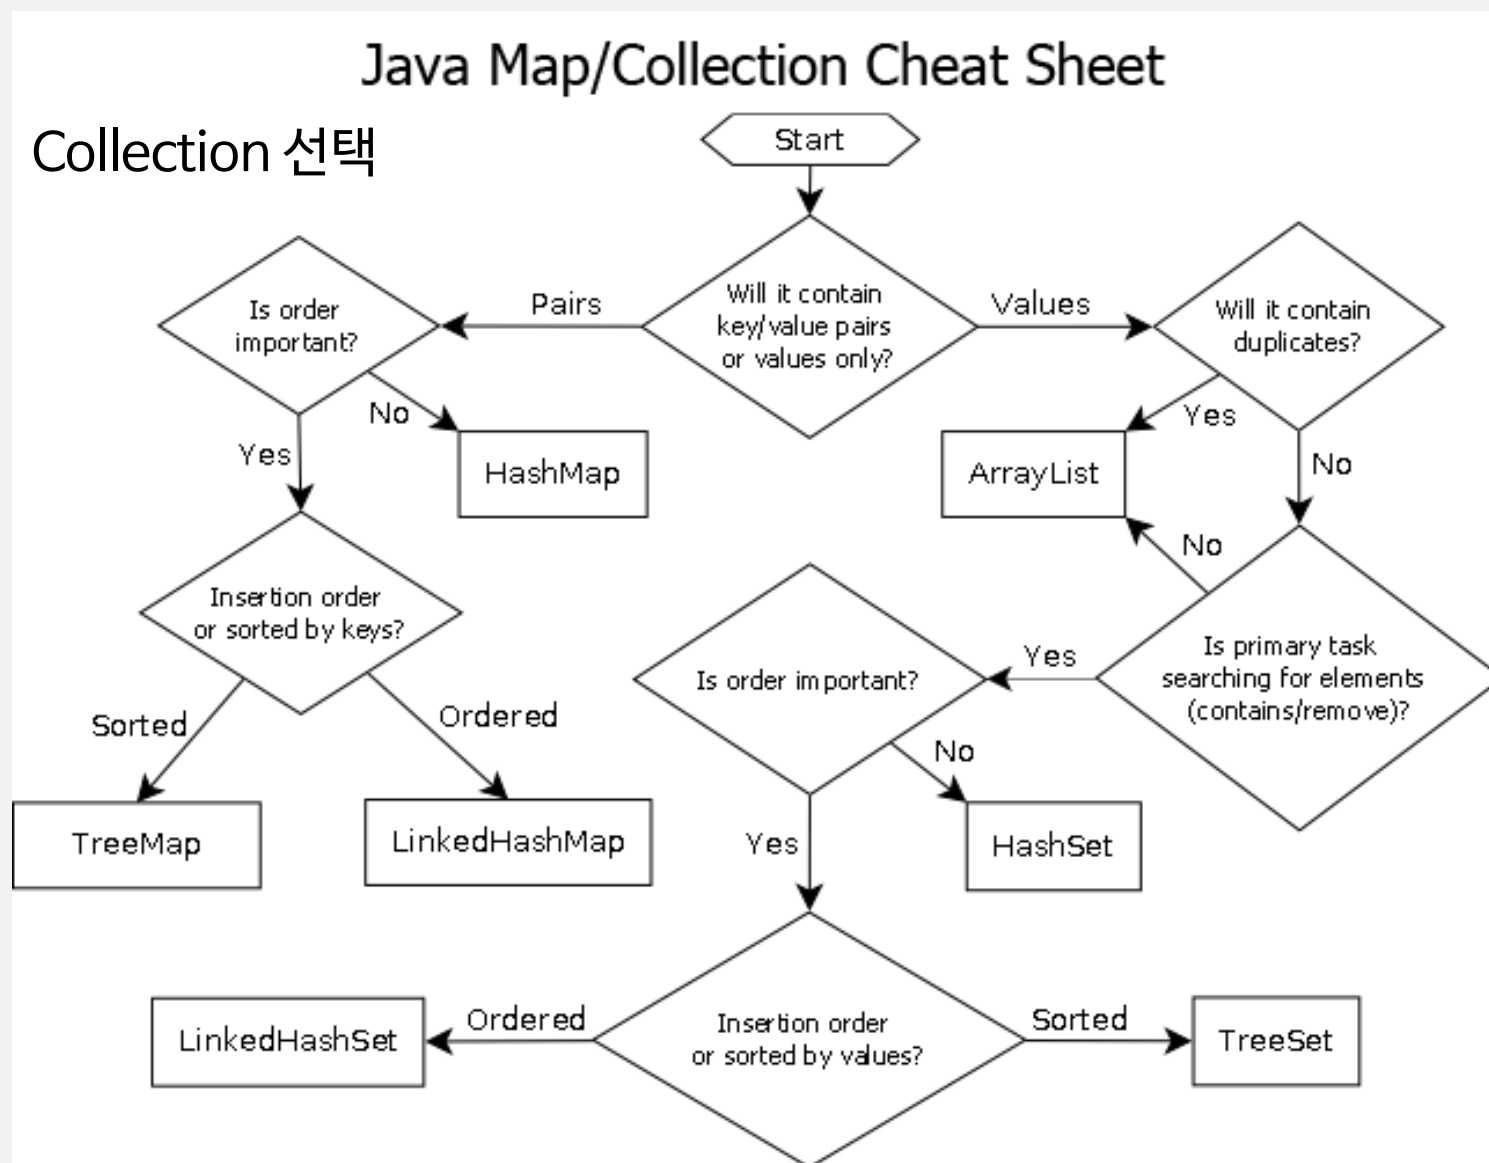 Java Map/Collection Cheat Sheet
Collection 선택
Start
Is order
important?
Pairs
Will it contain
key/value pairs
or values only?
Values
Will it contain
duplicates?
No
HashMap
Yes
ArrayList
Yes
No
Insertion order
or sorted by keys?
Sorted
Ordered
TreeMap
LinkedHashMap
No
Is primary task
searching for elements
(contains/remove)?
Yes
Is order important?
No
HashSet
Yes
Insertion order
or sorted by values?
Ordered
LinkedHashSet
Sorted
TreeSet